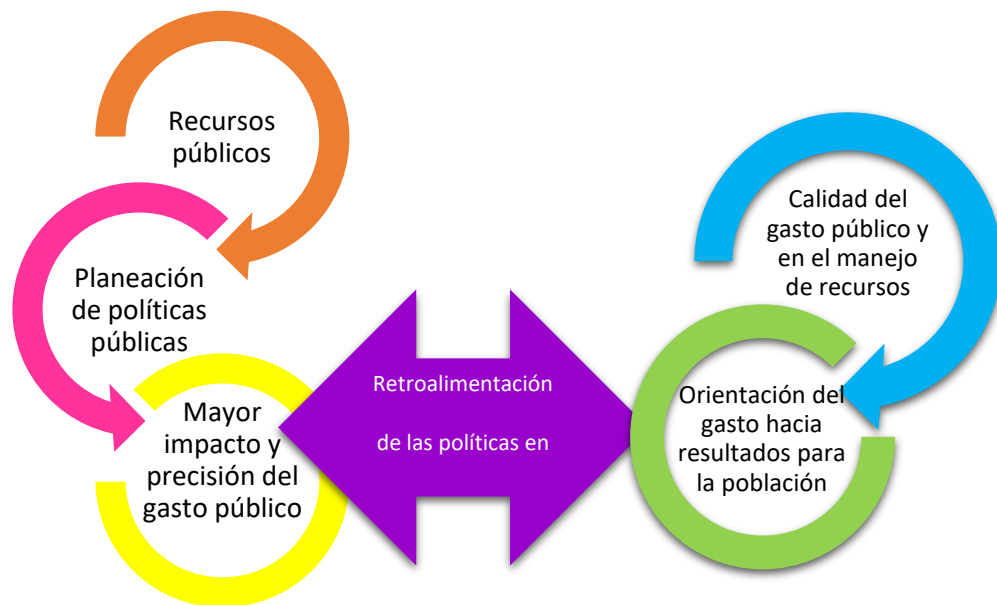 Recursos
públicos
Planeación
de políticas
públicas
Mayor
impacto y
precisión del
gasto público
Retroalimentación
de las políticas en
Calidad del
gasto público y
en el manejo
de recursos
Orientación del
gasto hacia
resultados para
la población